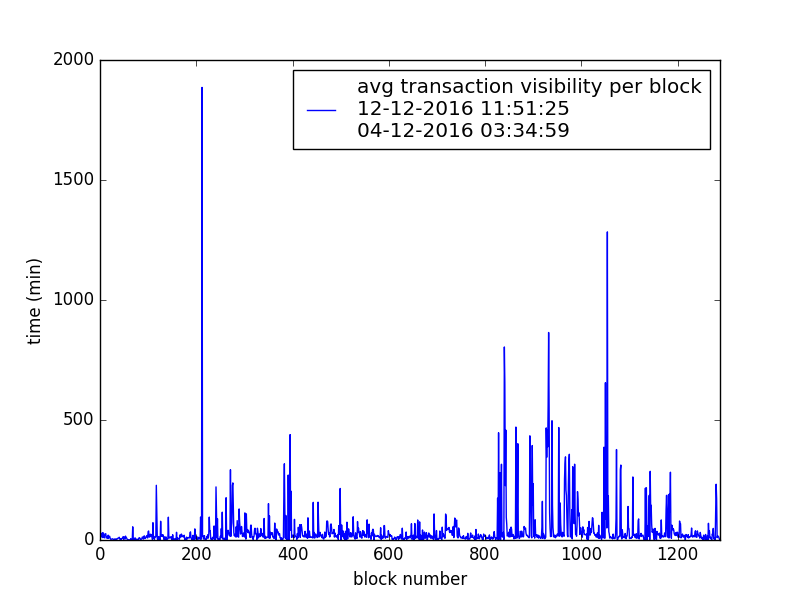 2000
avg transaction visibility per block
12-12-2016 11:51:25
04-12-2016 03:34:59
1500
1000
500
0
time (min)
0 200 400 600 800 1000 1200
block number